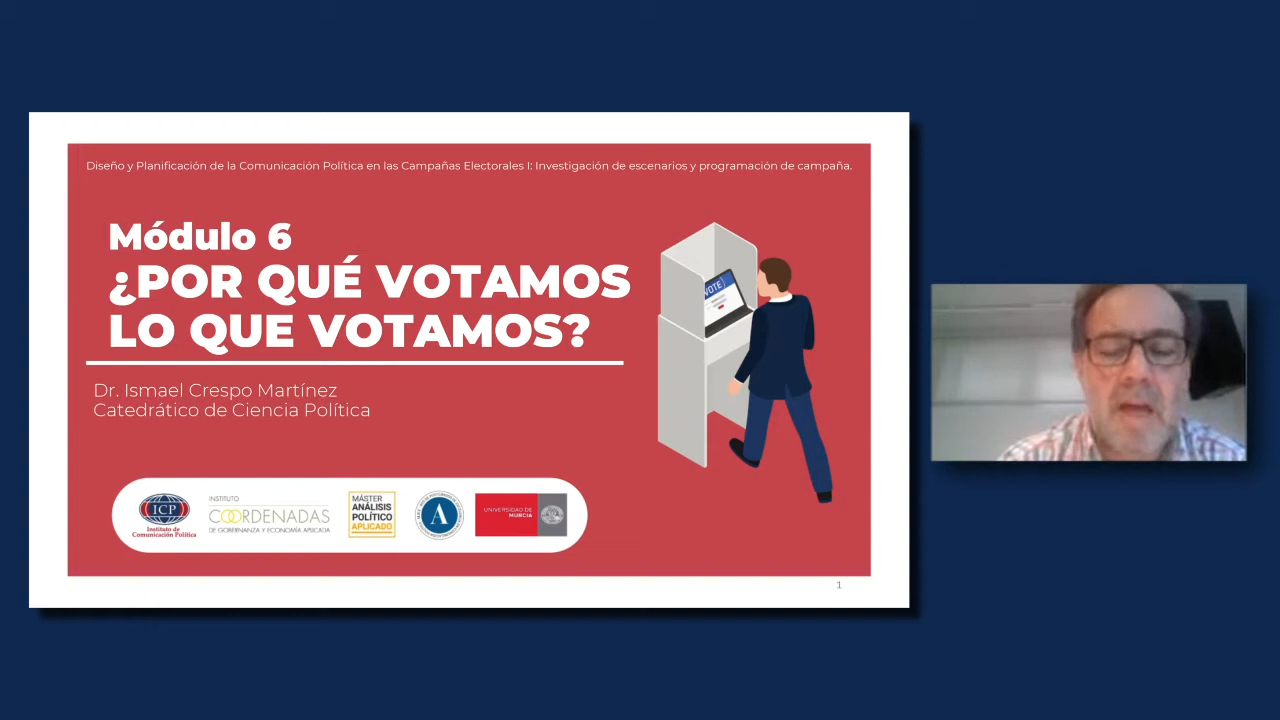 Diseño y Planificación de la Comunicación Política en las Campañas Electorales I: Investigación de escenarios y programación de campaña.
Módulo 6
¿POR QUÉ VOTAMOS
LO QUE VOTAMOS?
VOTE
Dr. Ismael Crespo Martínez
Catedrático de Ciencia Política
ICP
Instituto de
Comunicación Política
INSTITUTO
COORDENADAS
DE GOBERNANZA Y ECONOMÍA APLICADA
MÁSTER
ANÁLISIS
POLÍTICO
APLICADO
A
UNIVERSIDAD DE
MURCIA
1